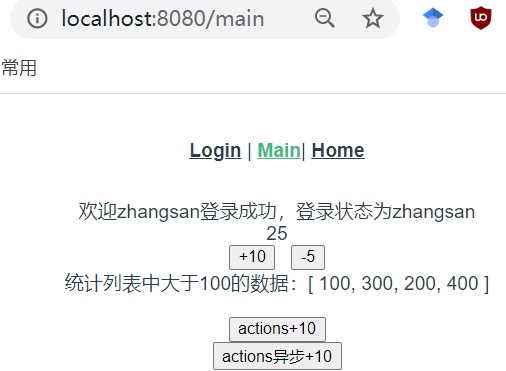 localhost:8080/main
常用
Login | Main| Home
欢迎zhangsan登录成功，登录状态为zhangsan
25
+10 -5
统计列表中大于100的数据：[ 100, 300, 200, 400 ]
actions+10
actions异步+10